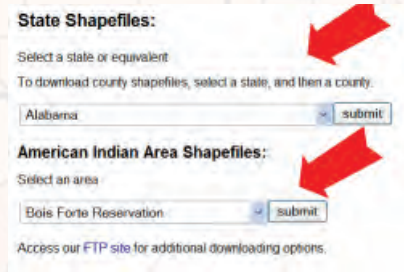 State Shapefiles:
Select a state or equivalent
To download county shapefiles, select a state, and then a county.
Alabama submit
American Indian Area Shapefiles:
Select an area
Bois Forte Reservation submit
Access our FTP site for additional downloading options.